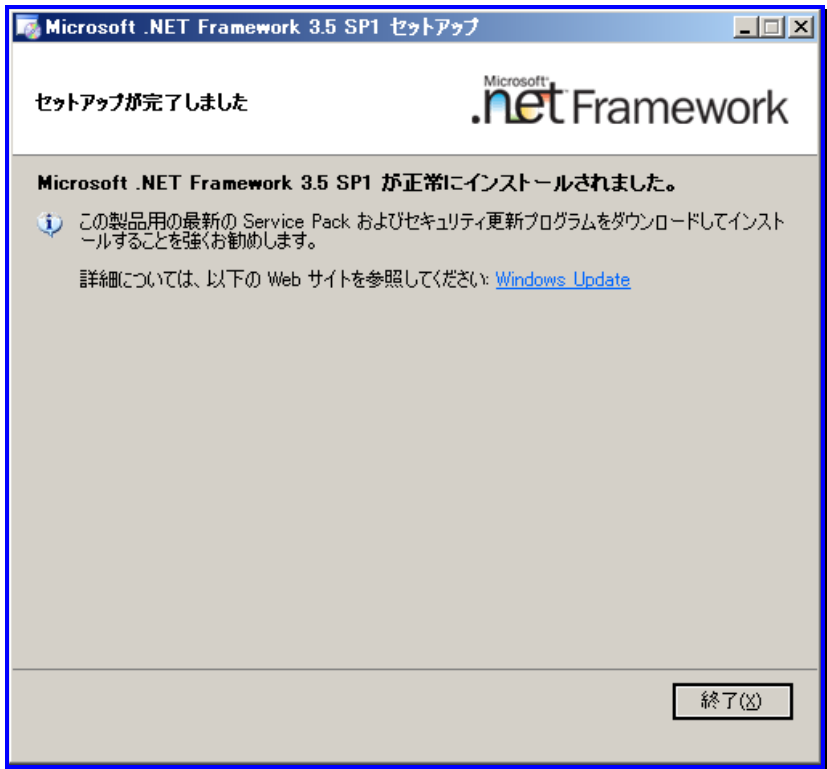 Microsoft .NET Framework 3.5 SP1 セットアップ
セットアップが完了しました
Microsoft
.net Framework
Microsoft .NET Framework 3.5 SP1 が正常にインストールされました。
この製品用の最新の Service Pack およびセキュリティ更新プログラムをダウンロードしてインスト
ールすることを強くお勧めします。
詳細については、以下の Web サイトを参照してください: Windows Update
終了(X)